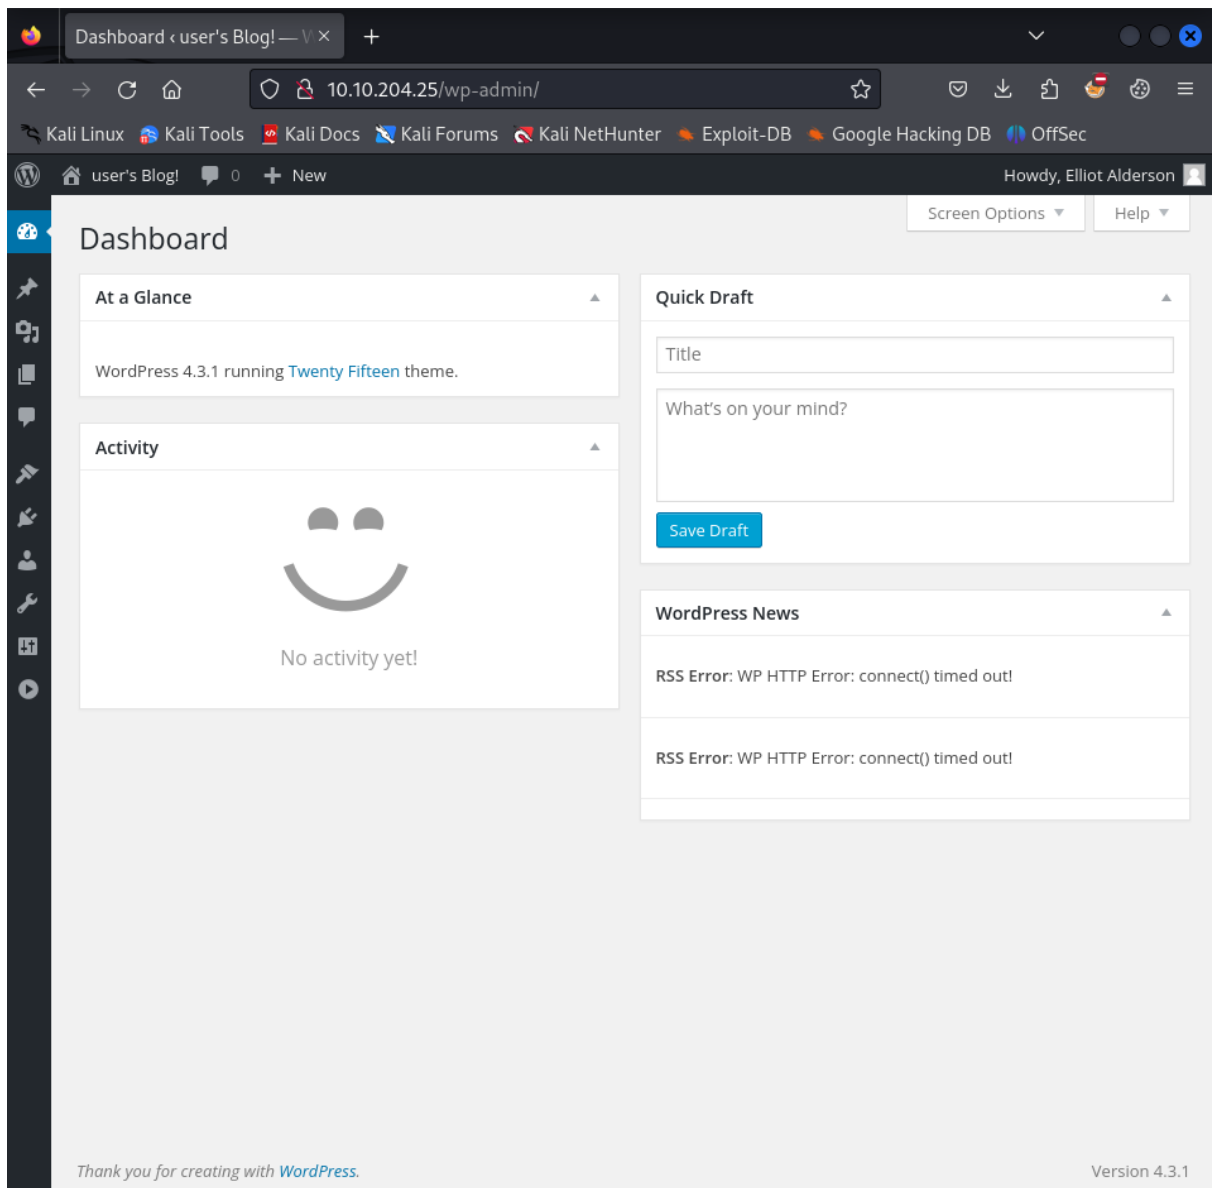 Dashboard ‹ user's Blog! —
10.10.204.25/wp-admin/
Kali Linux Kali Tools Kali Docs Kali Forums Kali NetHunter Exploit-DB Google Hacking DB OffSec
user's Blog! 0 New Howdy, Elliot Alderson
Screen Options Help
Dashboard
At a Glance
WordPress 4.3.1 running Twenty Fifteen theme.
Activity
No activity yet!
Quick Draft
Title
What's on your mind?
Save Draft
WordPress News
RSS Error: WP HTTP Error: connect() timed out!
RSS Error: WP HTTP Error: connect() timed out!
Thank you for creating with WordPress.
Version 4.3.1